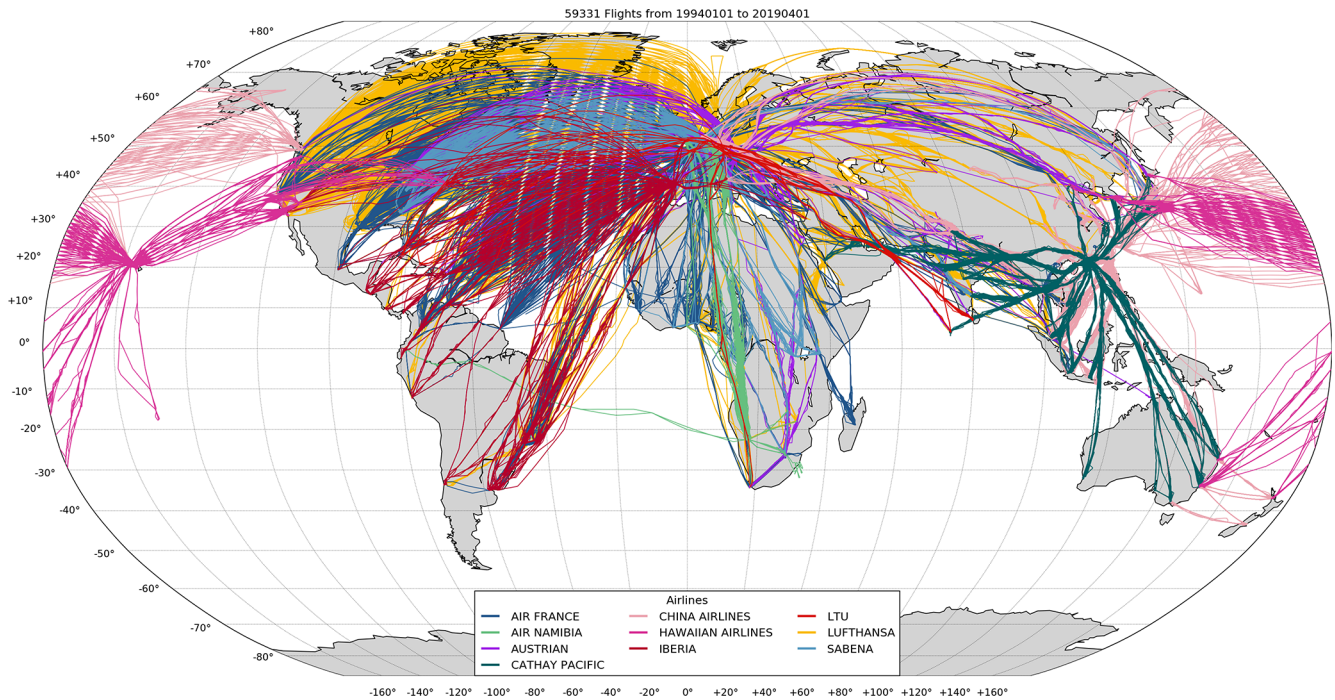 59331 Flights from 19940101 to 20190401
+80°
+70°
+60°
+50°
+40°
+30°
+20°
+10°
0°
-10°
-20°
-30°
-40°
-50°
-60°
-70°
-80°
Airlines
AIR FRANCE CHINA AIRLINES LTU
AIR NAMIBIA HAWAIIAN AIRLINES LUFTHANSA
AUSTRIAN IBERIA SABENA
CATHAY PACIFIC
-160° -140° -120° -100° -80° -60° -40° -20° 0° +20° +40° +60° +80° +100° +120° +140° +160°